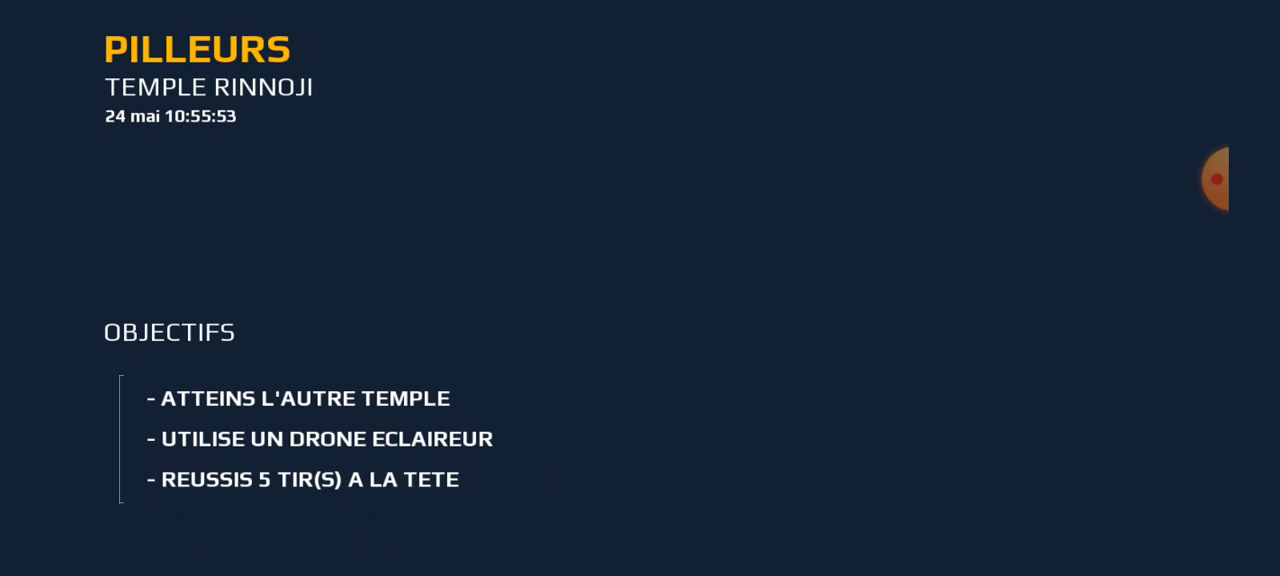 PILLEURS
TEMPLE RINNOJI
24 mai 10:55:53
OBJECTIFS
- ATTEINS L'AUTRE TEMPLE
- UTILISE UN DRONE ECLAIREUR
- REUSSIS 5 TIR(S) A LA TETE